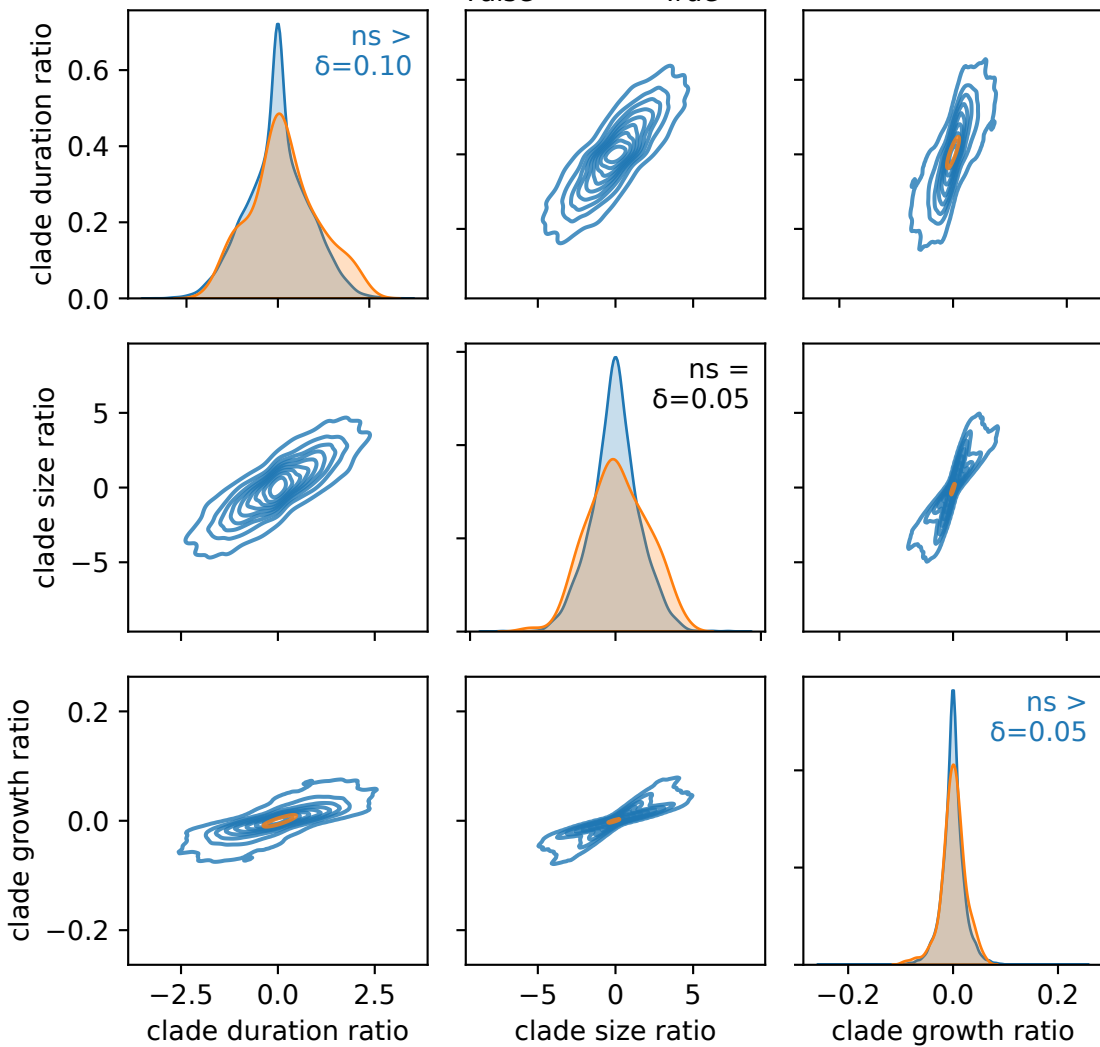 ns >
δ=0.10
clade duration ratio
0.6
0.4
0.2
0.0
ns =
δ=0.05
clade size ratio
5
0
−5
ns >
δ=0.05
clade growth ratio
0.2
0.0
−0.2
−2.5 0.0 2.5
−5 0 5
−0.2 0.0 0.2
clade duration ratio
clade size ratio
clade growth ratio